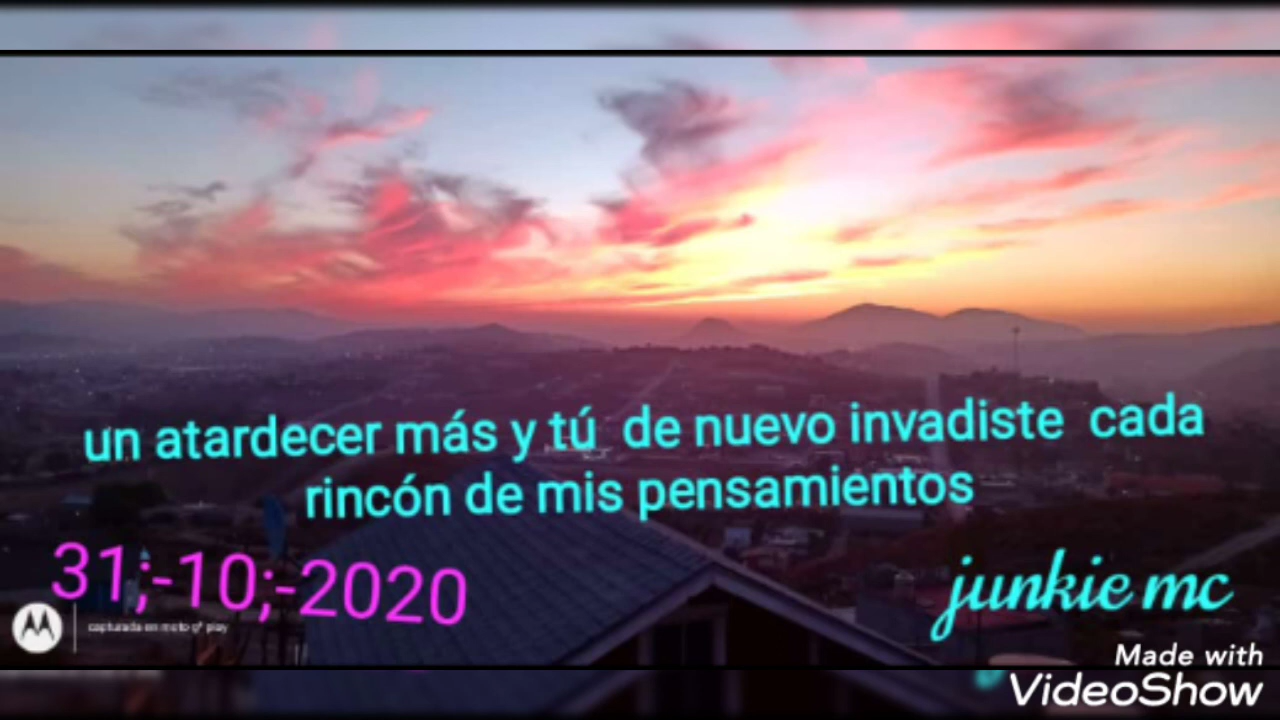 un atardecer más y tú de nuevo invadiste cada
rincón de mis pensamientos
31;-10;-2020
junkie mc
capturada en moto g⁶ play
Made with
VideoShow